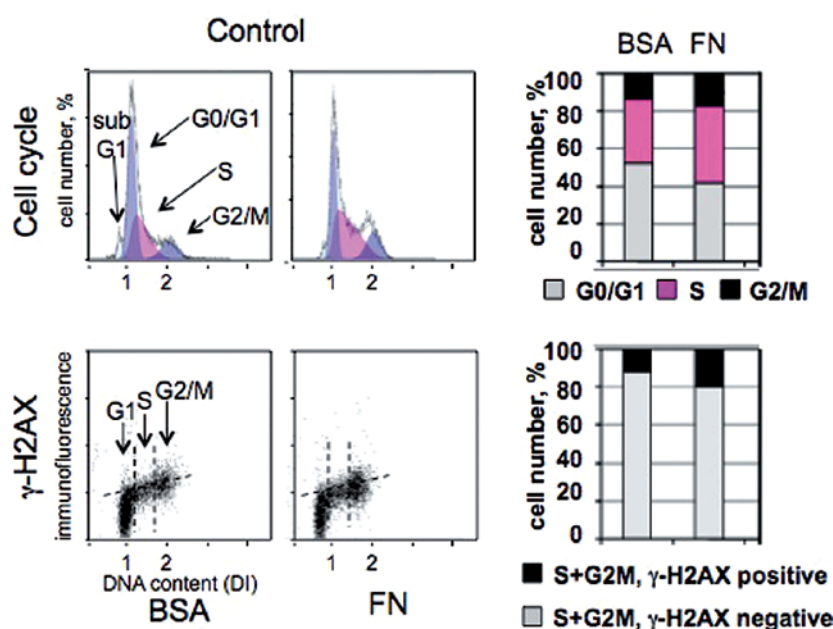 Control
BSA FN
Cell cycle
cell number, %
sub
G1
G0/G1
S
G2/M
1 2
1 2
cell number, %
100
80
60
40
20
0
G0/G1 S G2/M
γ-H2AX
immunofluorescence
G1 S G2/M
1 2
1 2
DNA content (DI)
BSA FN
cell number, %
100
80
60
40
20
0
S+G2M, γ-H2AX positive
S+G2M, γ-H2AX negative